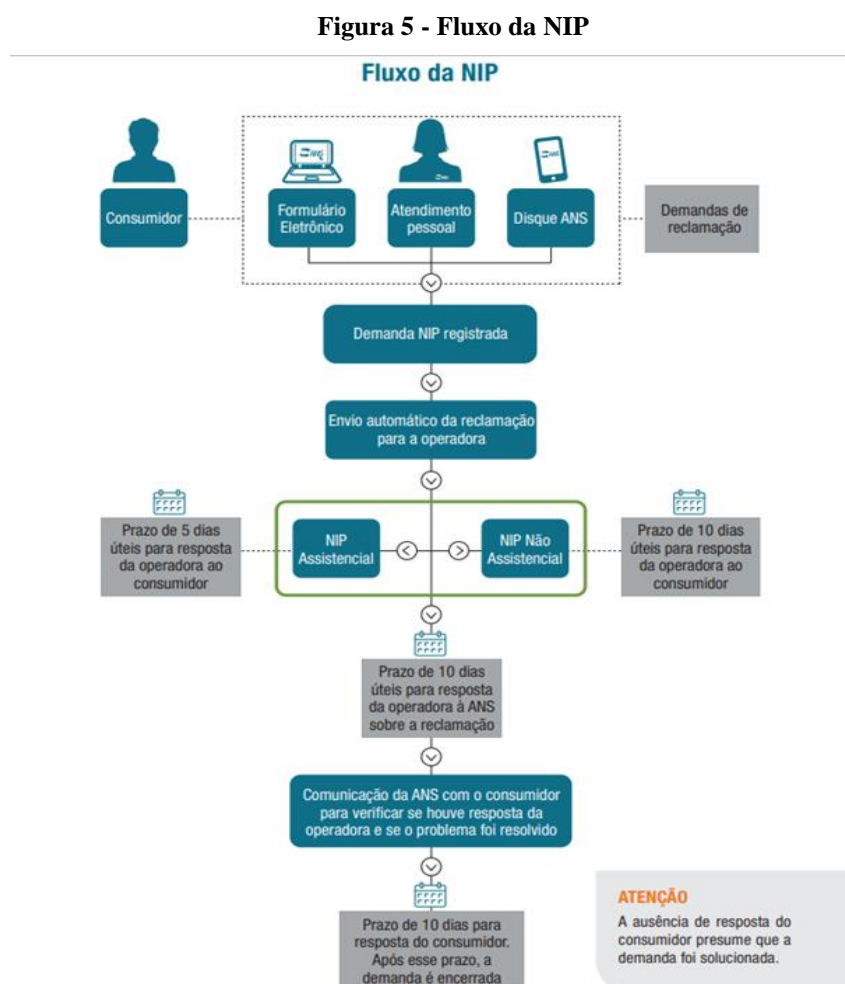 Figura 5 - Fluxo da NIP
Fluxo da NIP
Consumidor
Formulário
Eletrônico
Atendimento
pessoal
Disque ANS
Demandas de
reclamação
Demanda NIP registrada
Envio automático da reclamação
para a operadora
Prazo de 5 dias
úteis para resposta
da operadora ao
consumidor
NIP
Assistencial
NIP Não
Assistencial
Prazo de 10 dias
úteis para resposta
da operadora ao
consumidor
Prazo de 10 dias
úteis para resposta
da operadora à ANS
sobre a reclamação
Comunicação da ANS com o consumidor
para verificar se houve resposta da
operadora e se o problema foi resolvido
Prazo de 10 dias para
resposta do consumidor.
Após esse prazo, a
demanda é encerrada
ATENÇÃO
A ausência de resposta do
consumidor presume que a
demanda foi solucionada.